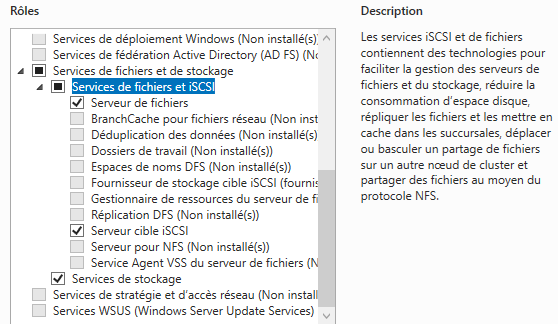 Rôles
Description
Services de déploiement Windows (Non installé(s))
Services de fédération Active Directory (AD FS) (No
Services de fichiers et de stockage
Services de fichiers et iSCSI
Serveur de fichiers
BranchCache pour fichiers réseau (Non installé(s
Déduplication des données (Non installé(s))
Dossiers de travail (Non installé(s))
Espaces de noms DFS (Non installé(s))
Fournisseur de stockage cible iSCSI (fournis
Gestionnaire de ressources du serveur de fi
Réplication DFS (Non installé(s))
Serveur cible iSCSI
Serveur pour NFS (Non installé(s))
Service Agent VSS du serveur de fichiers (N
Services de stockage
Services de stratégie et d'accès réseau (Non install
Services WSUS (Windows Server Update Services)
Les services iSCSI et de fichiers
contiennent des technologies pour
faciliter la gestion des serveurs de
fichiers et du stockage, réduire la
consommation d'espace disque,
répliquer les fichiers et les mettre en
cache dans les succursales, déplacer
ou basculer un partage de fichiers
sur un autre nœud de cluster et
partager des fichiers au moyen du
protocole NFS.